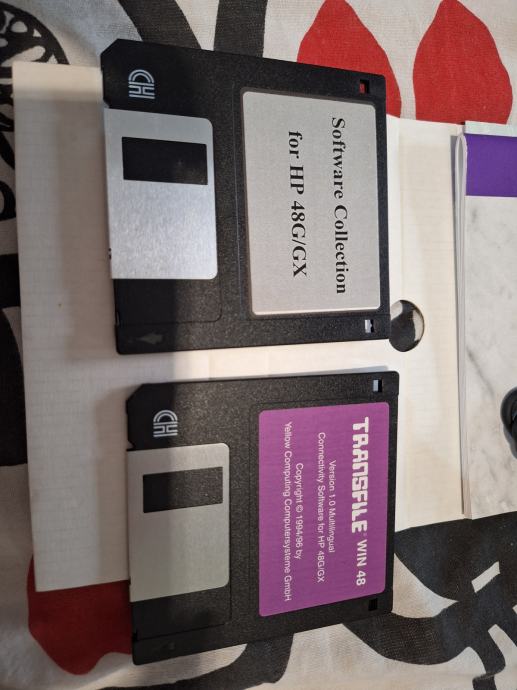 Software Collection
for HP 48G/GX
TRANSFILE WIN 48
Version 1.0 Multilingual
Connectivity Software for HP 48G/GX
Copyright © 1994/96 by
Yellow Computing Computersysteme GmbH